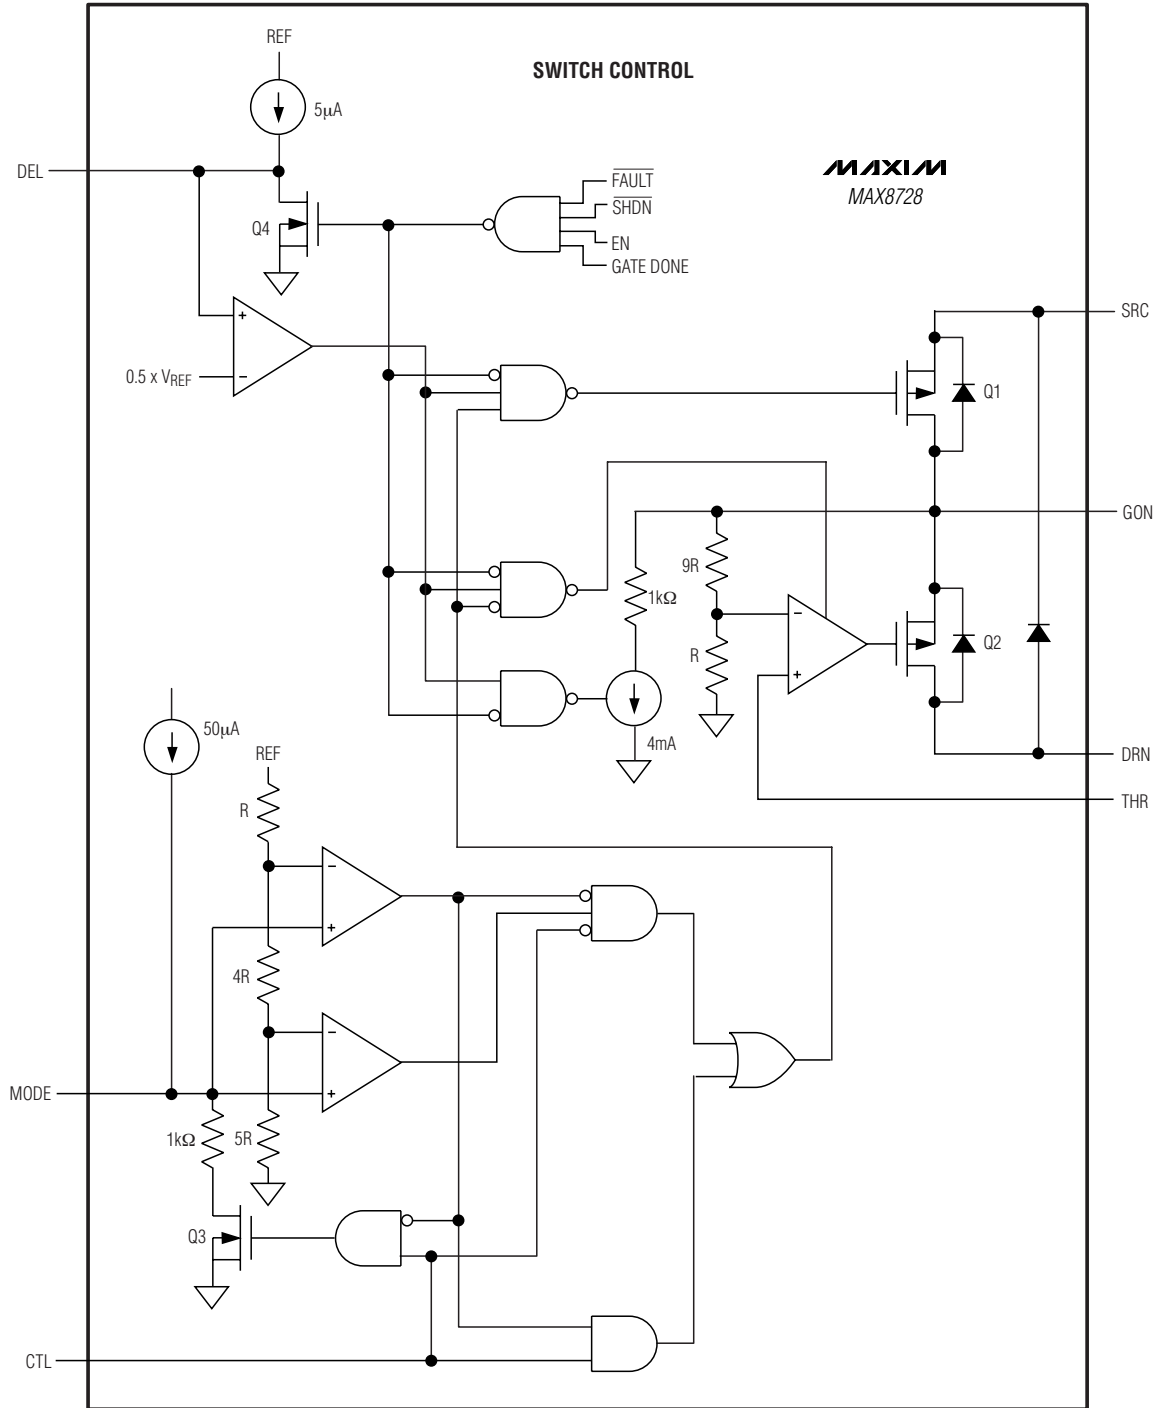 REF
SWITCH CONTROL
5µA
DEL
MAXIM
MAX8728
FAULT
SHDN
Q4
EN
GATE DONE
SRC
+
0.5 x VREF
−
Q1
GON
9R
1kΩ
−
R
Q2
+
50µA
4mA
REF
DRN
THR
R
−
+
4R
−
MODE
+
1kΩ
5R
Q3
CTL